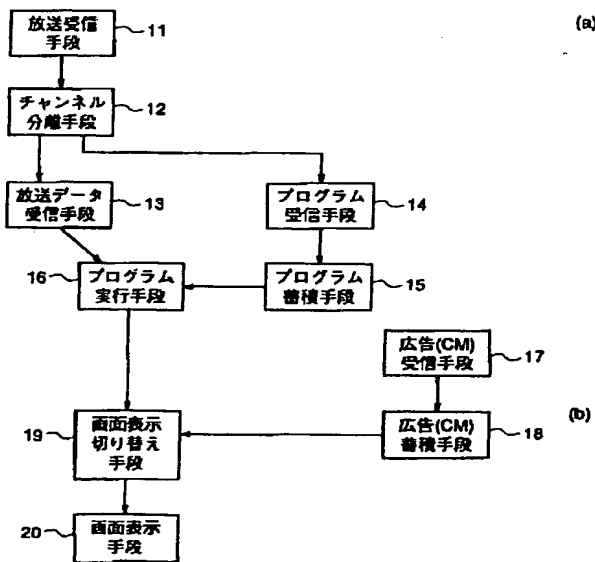 (a)
放送受信
手段
11
チャンネル
分離手段
12
放送データ
受信手段
13
プログラム
受信手段
14
16
プログラム
実行手段
プログラム
蓄積手段
15
広告(CM)
受信手段
17
(b)
19
画面表示
切り替え
手段
広告(CM)
蓄積手段
18
20
画面表示
手段